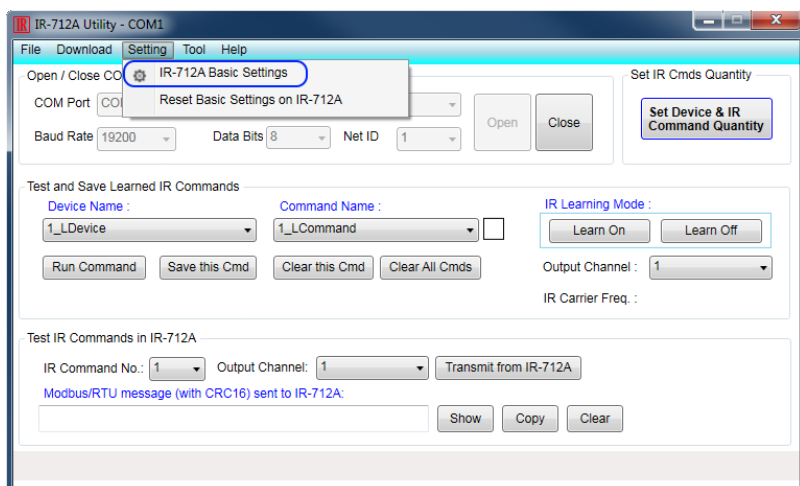 IR IR-712A Utility - COM1
File Download Setting Tool Help
IR-712A Basic Settings
Reset Basic Settings on IR-712A
Open / Close CO
Set IR Cmds Quantity
COM Port
Open
Close
Set Device & IR
Command Quantity
Baud Rate 19200 Data Bits 8 Net ID 1
Test and Save Learned IR Commands
Device Name : Command Name : IR Learning Mode :
1_LDevice 1_LCommand Learn On Learn Off
Run Command Save this Cmd Clear this Cmd Clear All Cmds Output Channel : 1
IR Carrier Freq. :
Test IR Commands in IR-712A
IR Command No.: 1 Output Channel: 1 Transmit from IR-712A
Modbus/RTU message (with CRC16) sent to IR-712A:
Show Copy Clear